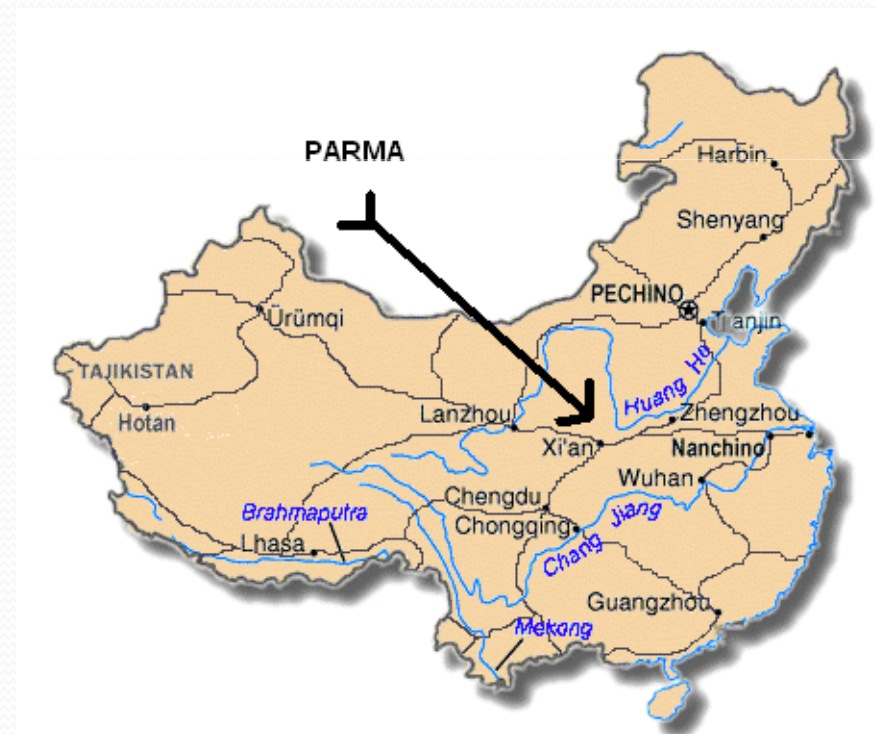 PARMA
Harbin
Shenyang
PECHINO
Tianjin
Ürümqi
TAJIKISTAN
Hotan
Huang Ho
Lanzhou
Zhengzhou
Xi'an
Nanchino
Wuhan
Chengdu
Brahmaputra
Chongqing
Chang Jiang
Lhasa
Guangzhou
Mekong